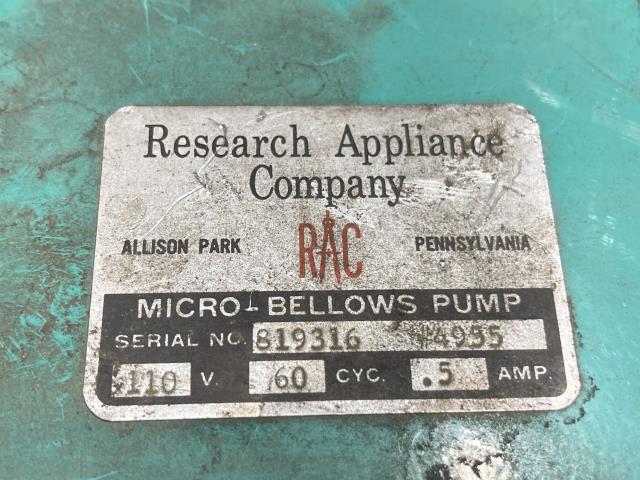 Research Appliance
Company
ALLISON PARK RAC PENNSYLVANIA
MICRO-BELLOWS PUMP
SERIAL NO. 819316 4955
110 V. 60 CYC. .5 AMP.